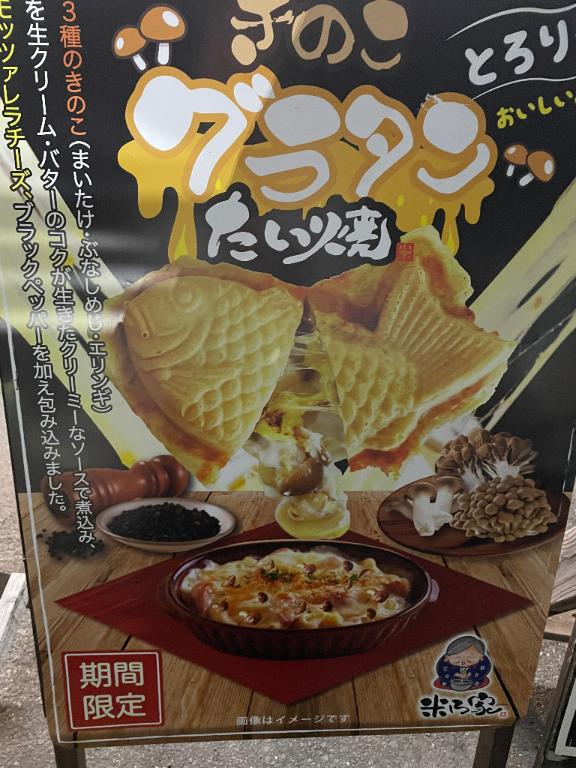 きのこ
グラタン
たい焼
とろり
おいしい
3種のきのこ(まいたけ・ぶなしめじ・エリンギ)
を生クリーム・バターのコクが生きたクリーミーなソースで煮込み、
モッツァレラチーズ、ブラックペッパーを加え包み込みました。
期間
限定
画像はイメージです